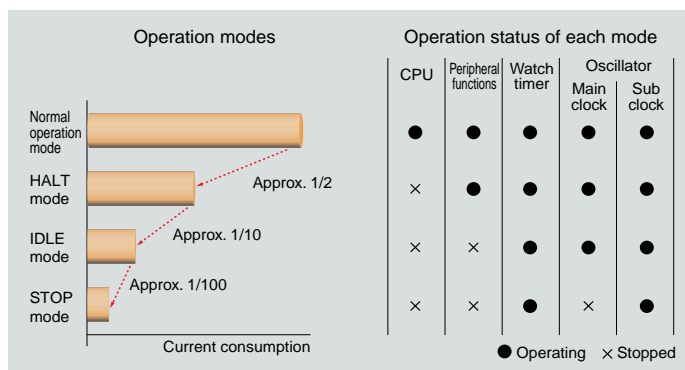 Operation modes
Normal
operation
mode
HALT
mode
IDLE
mode
STOP
mode
Approx. 1/2
Approx. 1/10
Approx. 1/100
Current consumption
Operation status of each mode
CPU
Peripheral
functions
Watch
timer
Oscillator
Main
clock
Sub
clock
● Operating × Stopped